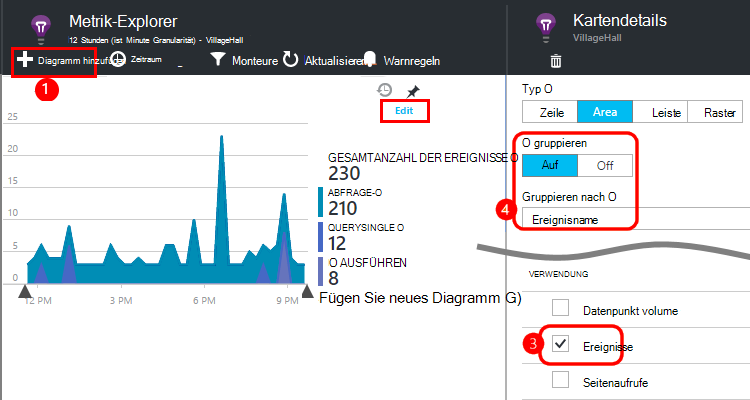 Metrik-Explorer
12 Stunden (ist Minute Granularität) - VillageHall
Diagramm hinzufüge
Zeitraum
Monteure
Aktualisieren
Warnregeln
1
Edit
25
20
15
10
5
0
12 PM
3 PM
6 PM
9 PM
GESAMTANZAHL DER EREIGNISSE O
230
ABFRAGE-O
210
QUERYSINGLE O
12
O AUSFÜHREN
8
Fügen Sie neues Diagramm G)
Kartendetails
VillageHall
Typ O
Zeile
Area
Leiste
Raster
O gruppieren
Auf
Off
Gruppieren nach O
4
Ereignisname
VERWENDUNG
Datenpunkt volume
3
Ereignisse
Seitenaufrufe